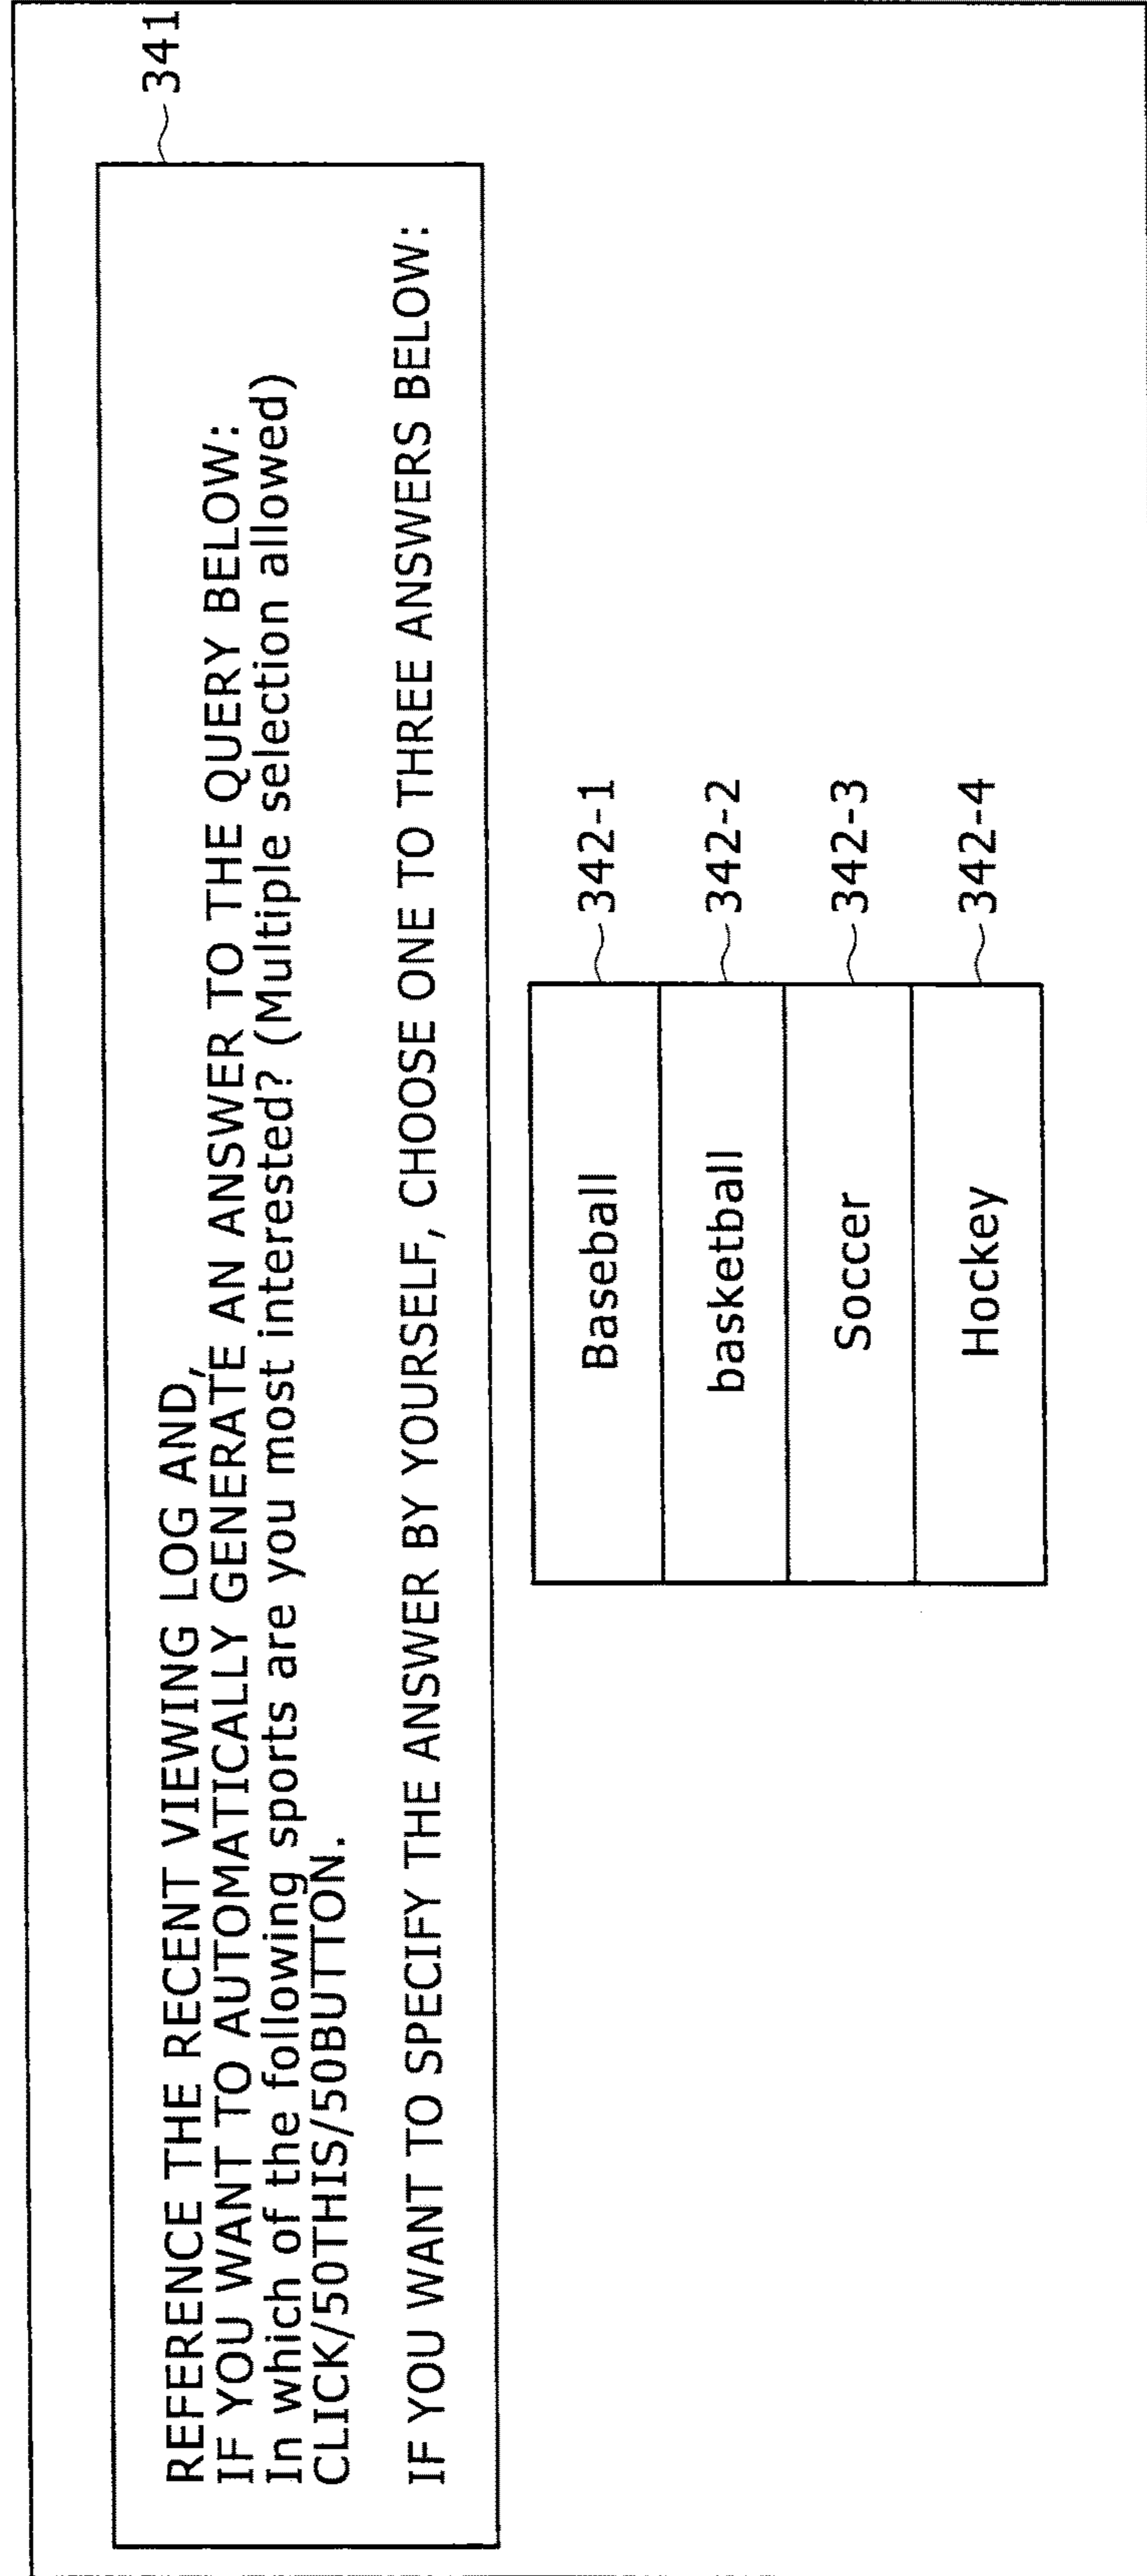 341
REFERENCE THE RECENT VIEWING LOG AND,
IF YOU WANT TO AUTOMATICALLY GENERATE AN ANSWER TO THE QUERY BELOW:
In which of the following sports are you most interested? (Multiple selection allowed)
CLICK/50THIS/50BUTTON.
IF YOU WANT TO SPECIFY THE ANSWER BY YOURSELF, CHOOSE ONE TO THREE ANSWERS BELOW:
Baseball 342-1
basketball 342-2
Soccer 342-3
Hockey 342-4